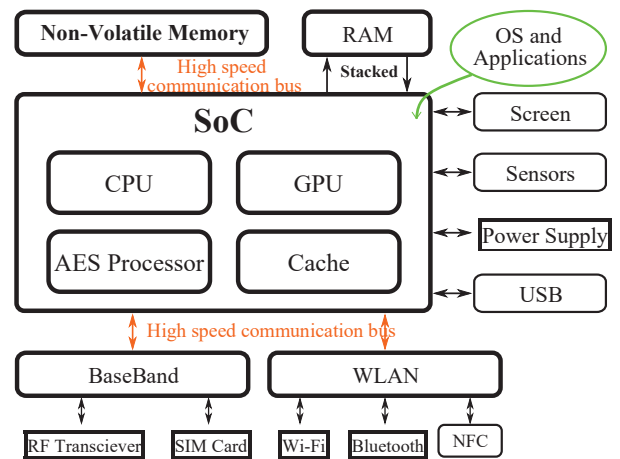 Non-Volatile Memory
RAM
OS and
Applications
High speed
communication bus
Stacked
SoC
Screen
CPU
GPU
Sensors
Power Supply
AES Processor
Cache
USB
High speed communication bus
BaseBand
WLAN
RF Transciever
SIM Card
Wi-Fi
Bluetooth
NFC